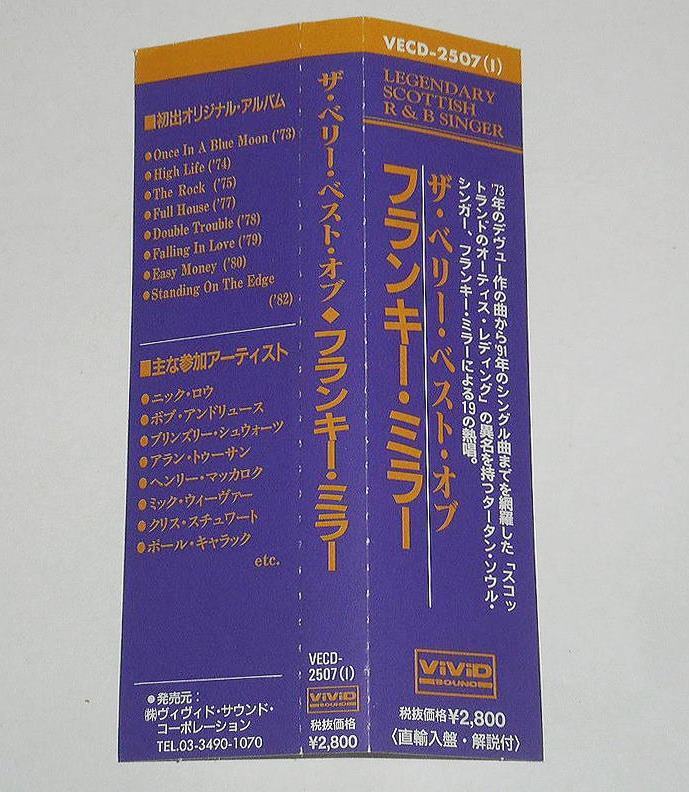 VECD-2507(I)
LEGENDARY
SCOTTISH
R & B SINGER
'73年のデヴュー作の曲から'91年のシングル曲までを網羅した「スコッ
トランドのオーティス・レディング」の異名を持つタータン・ソウル・
シンガー、フランキー・ミラーによる19の熱唱。
ザ・ベリー・ベスト・オブ
フランキー・ミラー
ViViD
SOUND
税抜価格¥2,800
〈直輸入盤・解説付〉
ザ・ベリー・ベスト・オブ◆フランキー・ミラー
VECD-
2507(I)
ViViD
SOUND
税抜価格
¥2,800
■初出オリジナル・アルバム
●Once In A Blue Moon ('73)
●High Life ('74)
●The Rock ('75)
●Full House ('77)
●Double Trouble ('78)
●Falling In Love ('79)
●Easy Money ('80)
●Standing On The Edge
('82)
■主な参加アーティスト
●ニック・ロウ
●ボブ・アンドリュース
●ブリンズリー・シュウォーツ
●アラン・トゥーサン
●ヘンリー・マッカロク
●ミック・ウィーヴァー
●クリス・スチュワート
●ポール・キャラック
etc.
●発売元：
㈱ヴィヴィド・サウンド・
コーポレーション
TEL.03-3490-1070